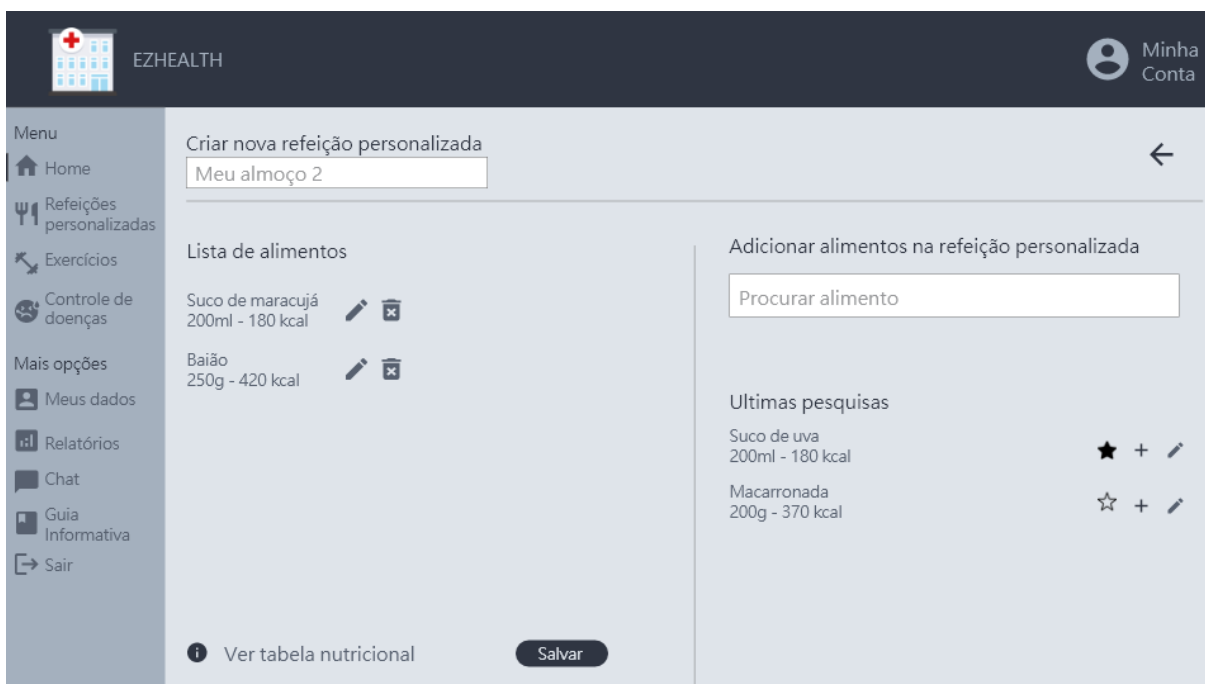 EZHEALTH
Minha
Conta
Menu
Home
Refeições
personalizadas
Exercícios
Controle de
doenças
Mais opções
Meus dados
Relatórios
Chat
Guia
Informativa
Sair
Criar nova refeição personalizada
Meu almoço 2
Lista de alimentos
Suco de maracujá
200ml - 180 kcal
Baião
250g - 420 kcal
Ver tabela nutricional
Salvar
Adicionar alimentos na refeição personalizada
Procurar alimento
Ultimas pesquisas
Suco de uva
200ml - 180 kcal
Macarronada
200g - 370 kcal